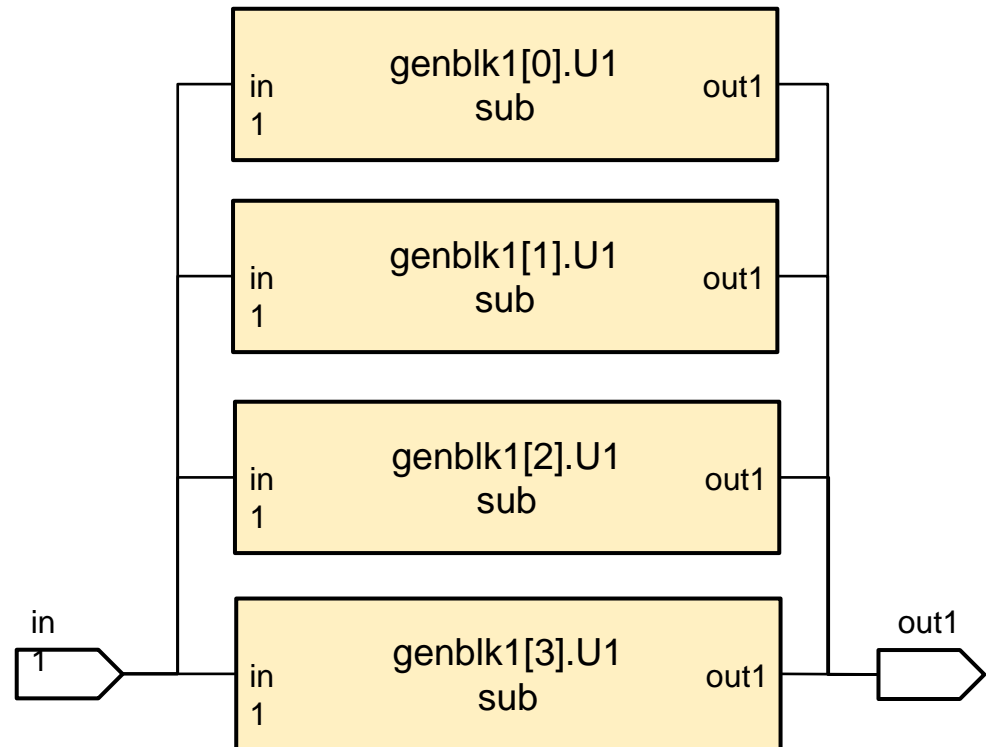 genblk1[0].U1
sub
in
1
out1
genblk1[1].U1
sub
in
1
out1
genblk1[2].U1
sub
in
1
out1
in
1
genblk1[3].U1
sub
in
1
out1
out1